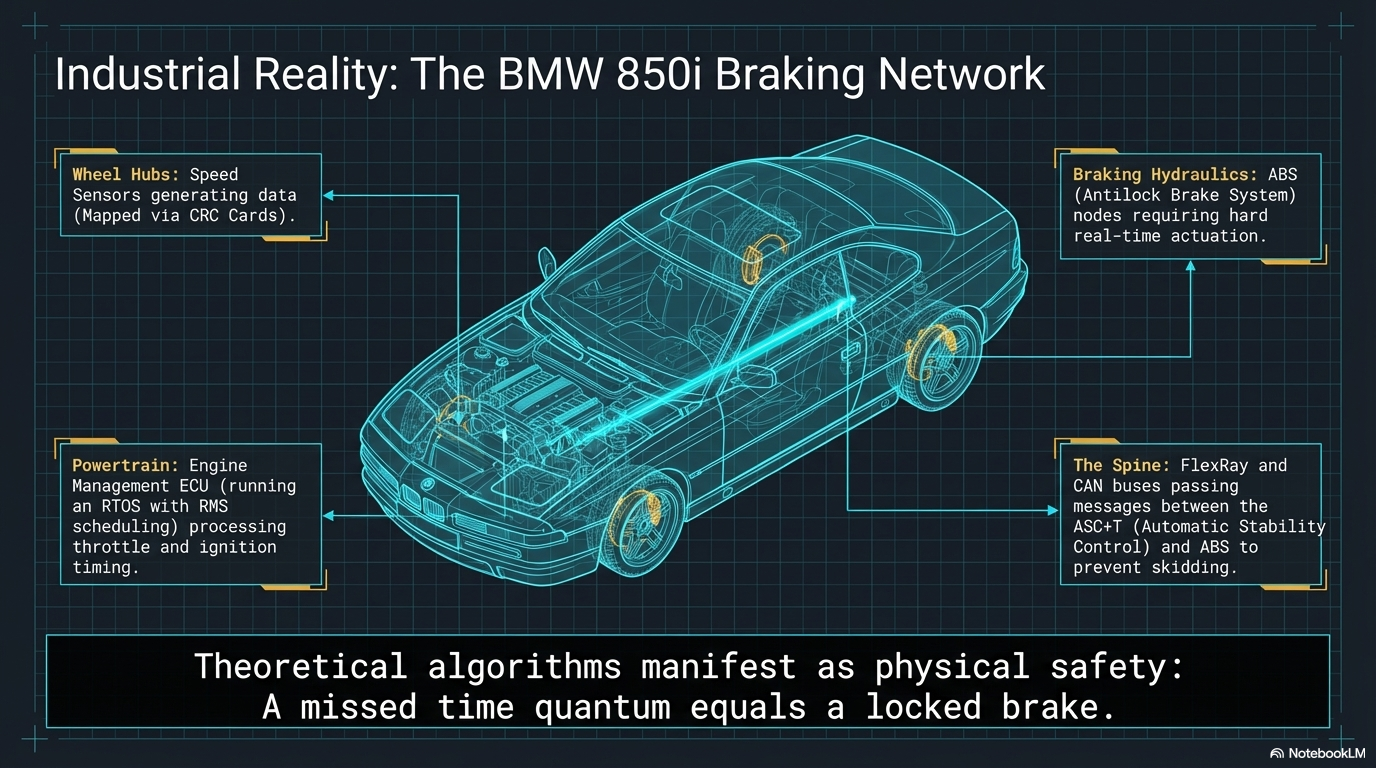 Industrial Reality: The BMW 850i Braking Network
Wheel Hubs: Speed
Sensors generating data
(Mapped via CRC Cards).
Braking Hydraulics: ABS
(Antilock Brake System)
nodes requiring hard
real-time actuation.
Powertrain: Engine
Management ECU (running
an RTOS with RMS
scheduling) processing
throttle and ignition
timing.
The Spine: FlexRay and
CAN buses passing
messages between the
ASC+T (Automatic Stability
Control) and ABS to
prevent skidding.
Theoretical algorithms manifest as physical safety:
A missed time quantum equals a locked brake.
NotebookLM